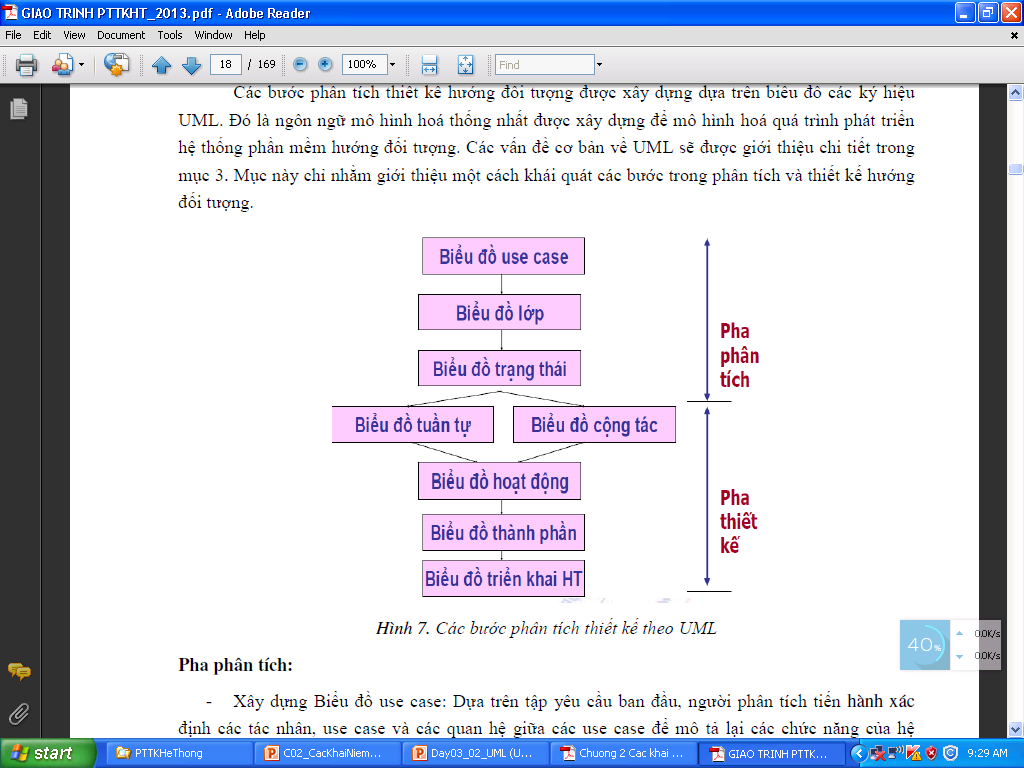 GIAO TRINH PTTKHT_2013.pdf - Adobe Reader
File Edit View Document Tools Window Help
18 / 169 100% Find
Các bước phân tích thiết kế hướng đối tượng được xây dựng dựa trên biểu đồ các ký hiệu
UML. Đó là ngôn ngữ mô hình hoá thống nhất được xây dựng để mô hình hoá quá trình phát triển
hệ thống phần mềm hướng đối tượng. Các vấn đề cơ bản về UML sẽ được giới thiệu chi tiết trong
mục 3. Mục này chỉ nhằm giới thiệu một cách khái quát các bước trong phân tích và thiết kế hướng
đối tượng.
Biểu đồ use case
Biểu đồ lớp
Biểu đồ trạng thái
Pha
phân
tích
Biểu đồ tuần tự Biểu đồ cộng tác
Biểu đồ hoạt động
Biểu đồ thành phần
Biểu đồ triển khai HT
Pha
thiết
kế
Hình 7. Các bước phân tích thiết kế theo UML
40%
0.0K/s
0.0K/s
Pha phân tích:
- Xây dựng Biểu đồ use case: Dựa trên tập yêu cầu ban đầu, người phân tích tiến hành xác
định các tác nhân, use case và các quan hệ giữa các use case để mô tả lại các chức năng của hệ
start PTTKHeThong C02_CacKhaiNiem... Day03_02_UML (U... Chuong 2 Cac khai ... GIAO TRINH PTTK... 9:29 AM